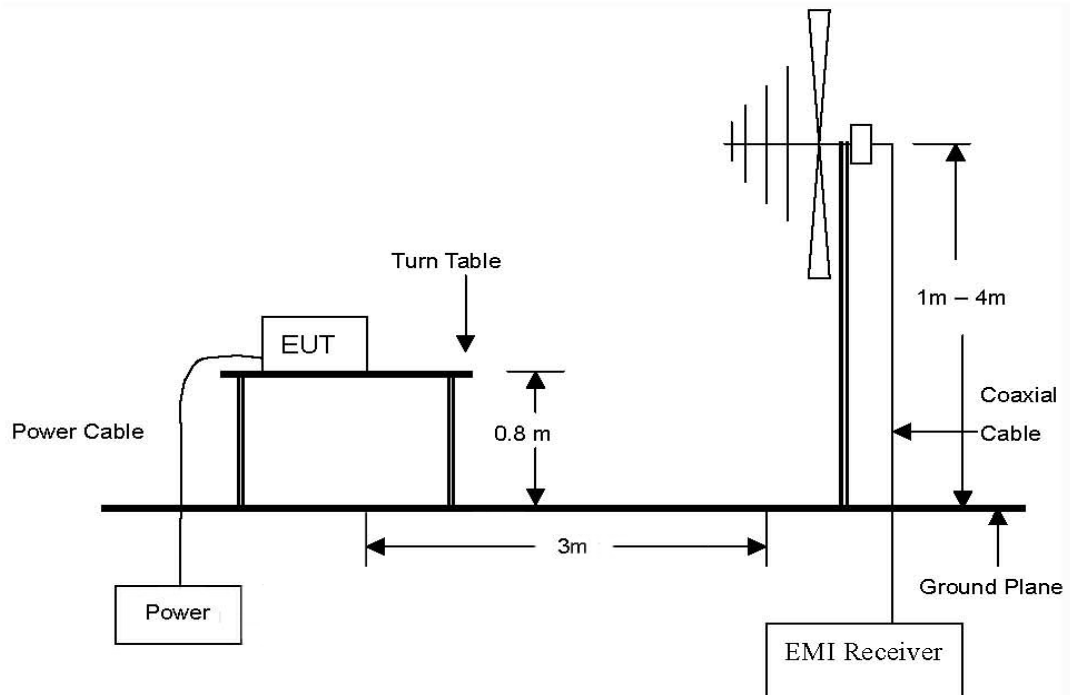 Turn Table
1m – 4m
EUT
Coaxial
Cable
Power Cable
0.8 m
3m
Ground Plane
Power
EMI Receiver